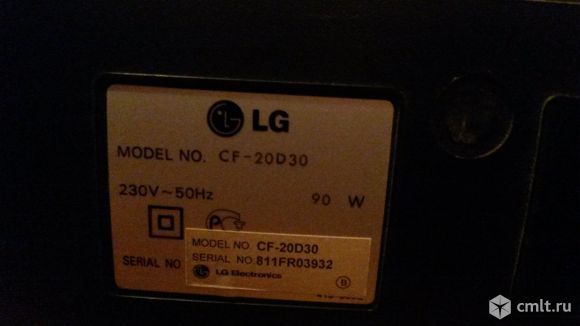 LG
MODEL NO. CF-20D30
230V~50Hz 90 W
MODEL NO. CF-20D30
SERIAL NO. 811FR03932
SERIAL NO
LG Electronics
B
cmlt.ru